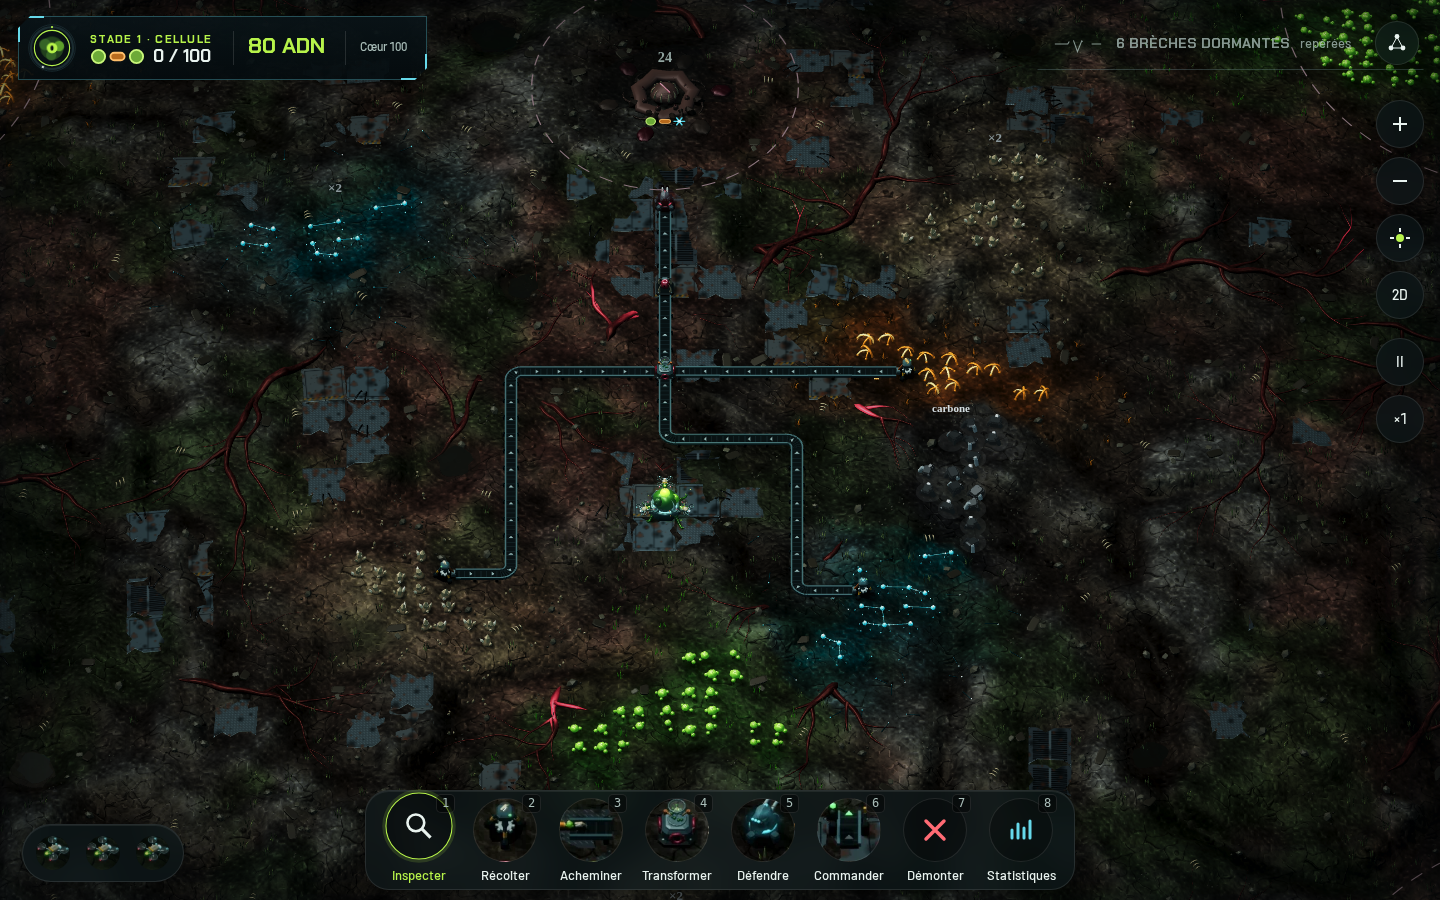 STADE 1 · CELLULE
0 / 100
80 ADN
Cœur 100
24
6 BRÈCHES DORMANTES repérées
×2
×2
2D
×1
carbone
1
2
3
4
5
6
7
8
Inspecter
Récolter
Acheminer
Transformer
Défendre
Commander
Démonter
Statistiques
×2